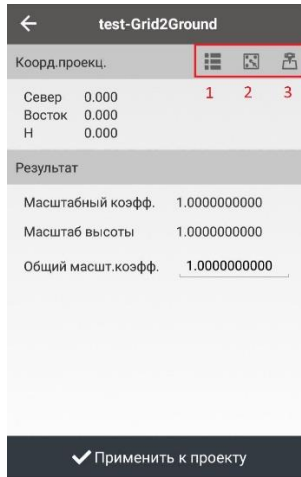 test-Grid2Ground
Коорд.проекц.
1 2 3
Север 0.000
Восток 0.000
H 0.000
Результат
Масштабный коэфф. 1.0000000000
Масштаб высоты 1.0000000000
Общий масшт.коэфф. 1.0000000000
Применить к проекту